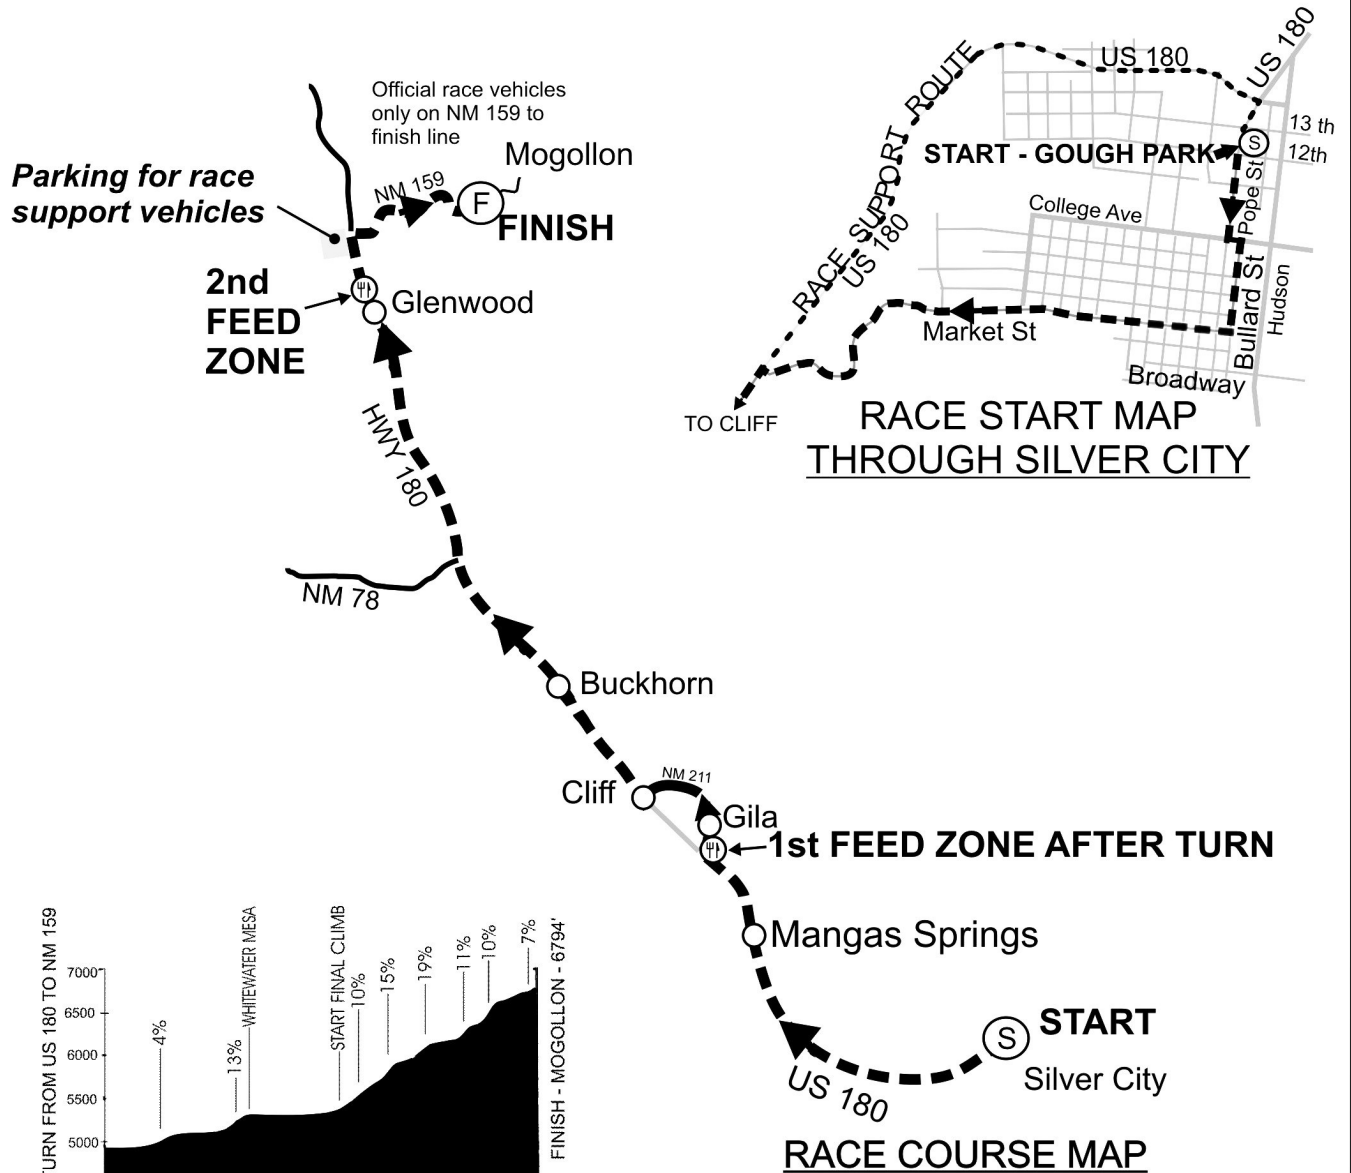 Official race vehicles
only on NM 159 to
finish line
Mogollon
Parking for race
support vehicles
NM 159
F
FINISH
2nd
FEED
ZONE
Glenwood
HWY 180
NM 78
Buckhorn
Cliff
NM 211
Gila
1st FEED ZONE AFTER TURN
Mangas Springs
S
START
Silver City
US 180
RACE COURSE MAP
US 180
US 180
RACE SUPPORT ROUTE
US 180
13 th
12th
S
START - GOUGH PARK
Pope St
College Ave
Bullard St
Hudson
Market St
Broadway
TO CLIFF
RACE START MAP
THROUGH SILVER CITY
TURN FROM US 180 TO NM 159
7000
6500
6000
5500
5000
4%
13%
WHITEWATER MESA
START FINAL CLIMB
10%
15%
19%
11%
10%
7%
FINISH - MOGOLLON - 6794'